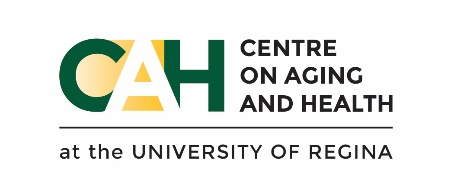 CAH
CENTRE
ON AGING
AND HEALTH
at the UNIVERSITY OF REGINA